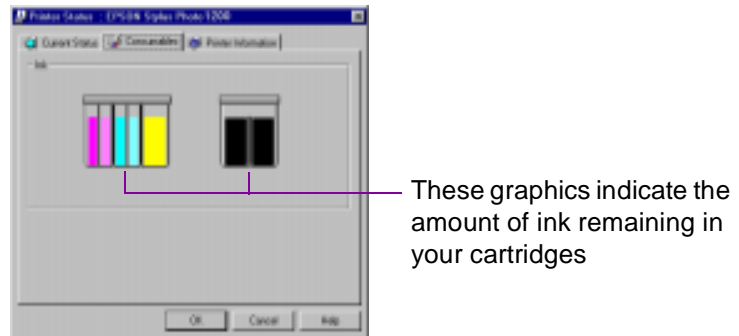 Printer Status : EPSON Stylus Photo 1200
Current Status Consumables Printer Information
Ink
These graphics indicate the
amount of ink remaining in
your cartridges
OK Cancel Help